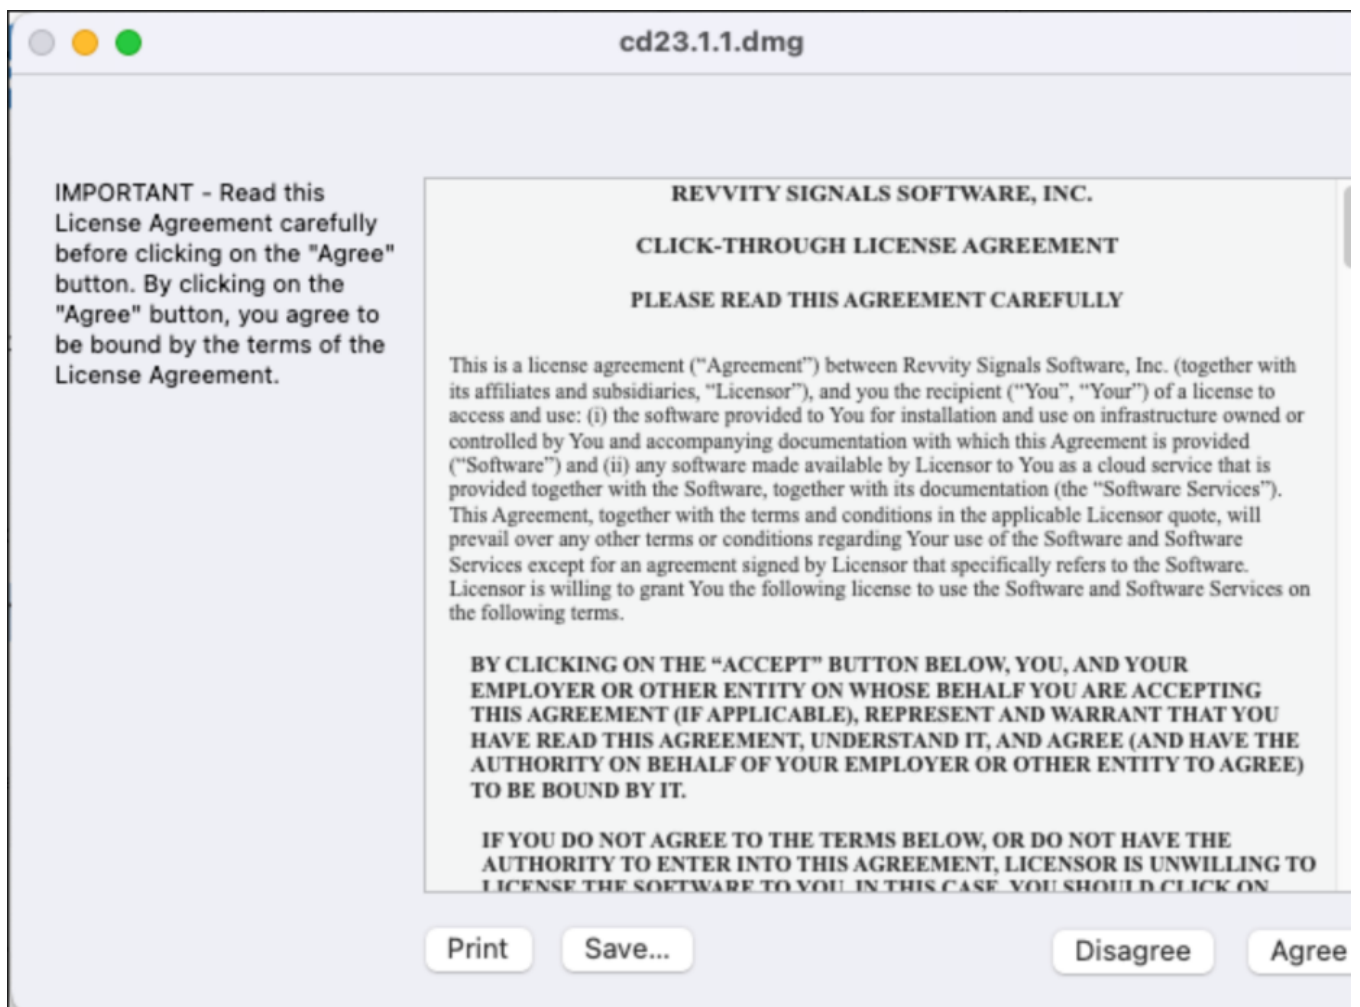 cd23.1.1.dmg
IMPORTANT - Read this
License Agreement carefully
before clicking on the "Agree"
button. By clicking on the
"Agree" button, you agree to
be bound by the terms of the
License Agreement.
REVVITY SIGNALS SOFTWARE, INC.
CLICK-THROUGH LICENSE AGREEMENT
PLEASE READ THIS AGREEMENT CAREFULLY
This is a license agreement (“Agreement”) between Revvity Signals Software, Inc. (together with
its affiliates and subsidiaries, “Licensor”), and you the recipient (“You”, “Your”) of a license to
access and use: (i) the software provided to You for installation and use on infrastructure owned or
controlled by You and accompanying documentation with which this Agreement is provided
(“Software”) and (ii) any software made available by Licensor to You as a cloud service that is
provided together with the Software, together with its documentation (the “Software Services”).
This Agreement, together with the terms and conditions in the applicable Licensor quote, will
prevail over any other terms or conditions regarding Your use of the Software and Software
Services except for an agreement signed by Licensor that specifically refers to the Software.
Licensor is willing to grant You the following license to use the Software and Software Services on
the following terms.
BY CLICKING ON THE “ACCEPT” BUTTON BELOW, YOU, AND YOUR
EMPLOYER OR OTHER ENTITY ON WHOSE BEHALF YOU ARE ACCEPTING
THIS AGREEMENT (IF APPLICABLE), REPRESENT AND WARRANT THAT YOU
HAVE READ THIS AGREEMENT, UNDERSTAND IT, AND AGREE (AND HAVE THE
AUTHORITY ON BEHALF OF YOUR EMPLOYER OR OTHER ENTITY TO AGREE)
TO BE BOUND BY IT.
IF YOU DO NOT AGREE TO THE TERMS BELOW, OR DO NOT HAVE THE
AUTHORITY TO ENTER INTO THIS AGREEMENT, LICENSOR IS UNWILLING TO
LICENSE THE SOFTWARE TO YOU. IN THIS CASE, YOU SHOULD CLICK ON
Print
Save...
Disagree
Agree